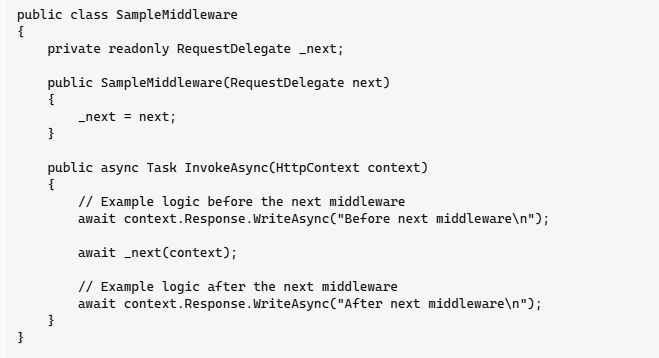 public class SampleMiddleware
{
    private readonly RequestDelegate _next;

    public SampleMiddleware(RequestDelegate next)
    {
        _next = next;
    }

    public async Task InvokeAsync(HttpContext context)
    {
        // Example logic before the next middleware
        await context.Response.WriteAsync("Before next middleware\n");

        await _next(context);

        // Example logic after the next middleware
        await context.Response.WriteAsync("After next middleware\n");
    }
}